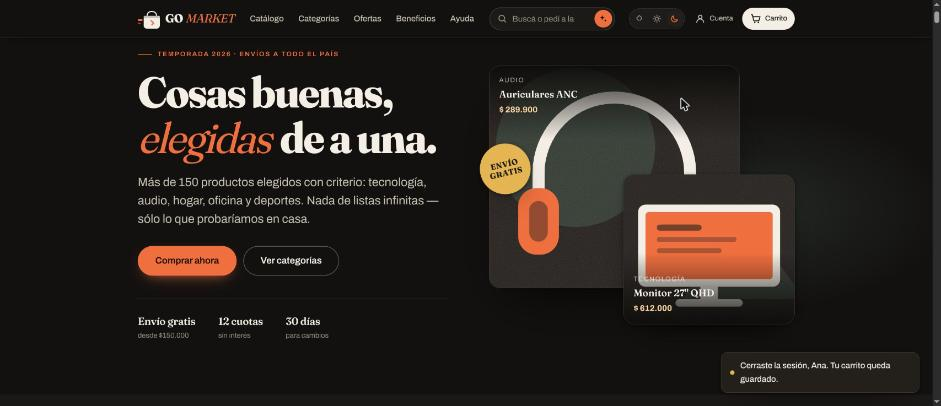 GO MARKET
Catálogo
Categorías
Ofertas
Beneficios
Ayuda
Buscá o pedí a la
Cuenta
Carrito
TEMPORADA 2026 · ENVÍOS A TODO EL PAÍS
Cosas buenas,
elegidas de a una.
Más de 150 productos elegidos con criterio: tecnología,
audio, hogar, oficina y deportes. Nada de listas infinitas —
sólo lo que probaríamos en casa.
Comprar ahora
Ver categorías
Envío gratis
desde $150.000
12 cuotas
sin interés
30 días
para cambios
AUDIO
Auriculares ANC
$ 289.900
ENVÍO
GRATIS
TECNOLOGÍA
Monitor 27" QHD
$ 612.000
Cerraste la sesión, Ana. Tu carrito queda
guardado.